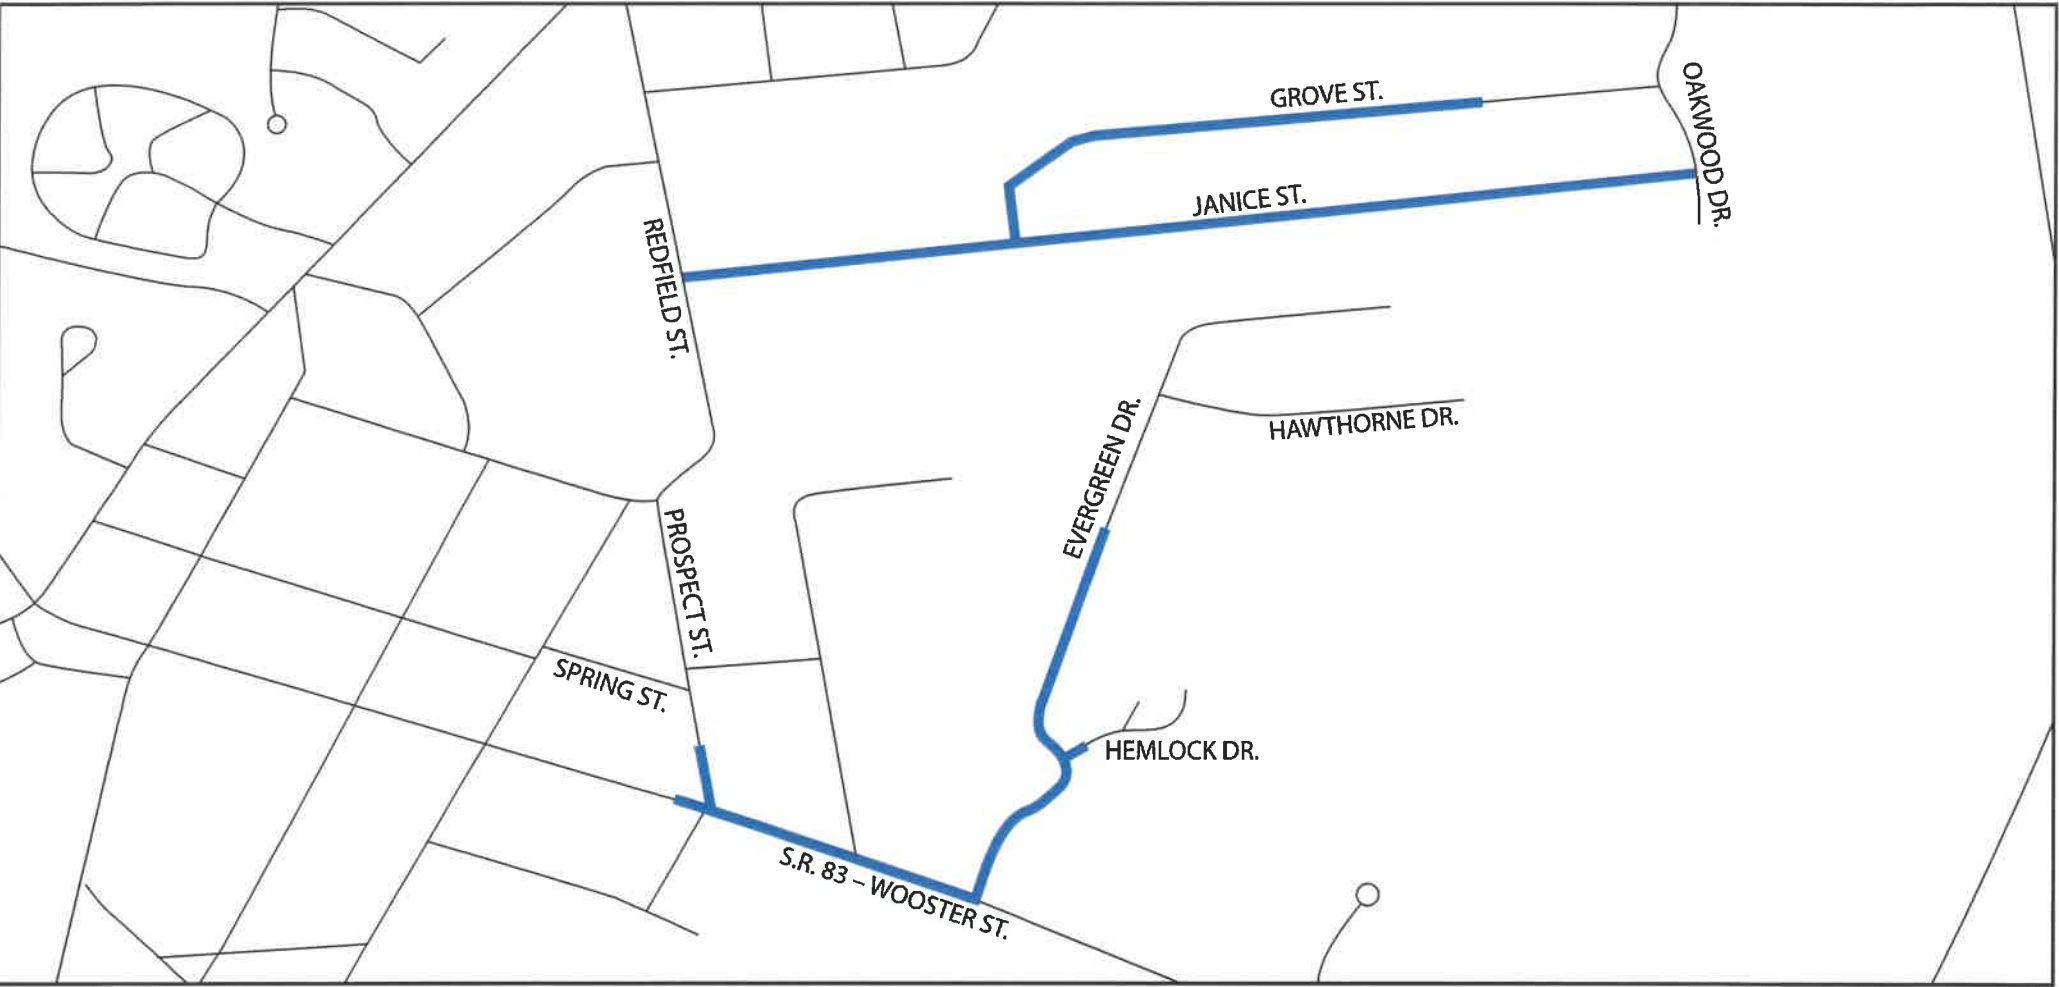 GROVE ST.
OAKWOOD DR.
JANICE ST.
REDFIELD ST.
EVERGREEN DR.
HAWTHORNE DR.
PROSPECT ST.
SPRING ST.
HEMLOCK DR.
S.R. 83 – WOOSTER ST.